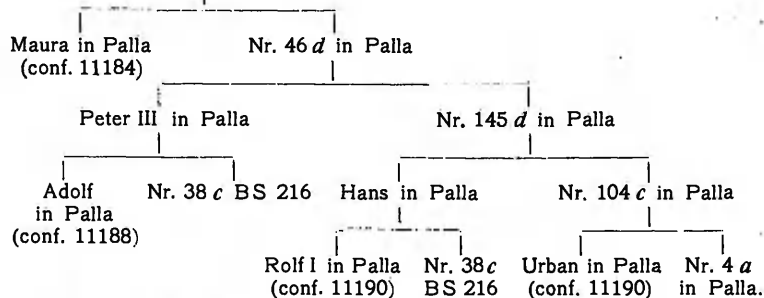 Maura in Palla Nr. 46 d in Palla
(conf. 11184)
Peter III in Palla Nr. 145 d in Palla
Adolf Nr. 38 c BS 216 Hans in Palla Nr. 104 c in Palla
in Palla
(conf. 11188)
Rolf I in Palla Nr. 38 c Urban in Palla Nr. 4 a
(conf. 11190) BS 216 (conf. 11190) in Palla.